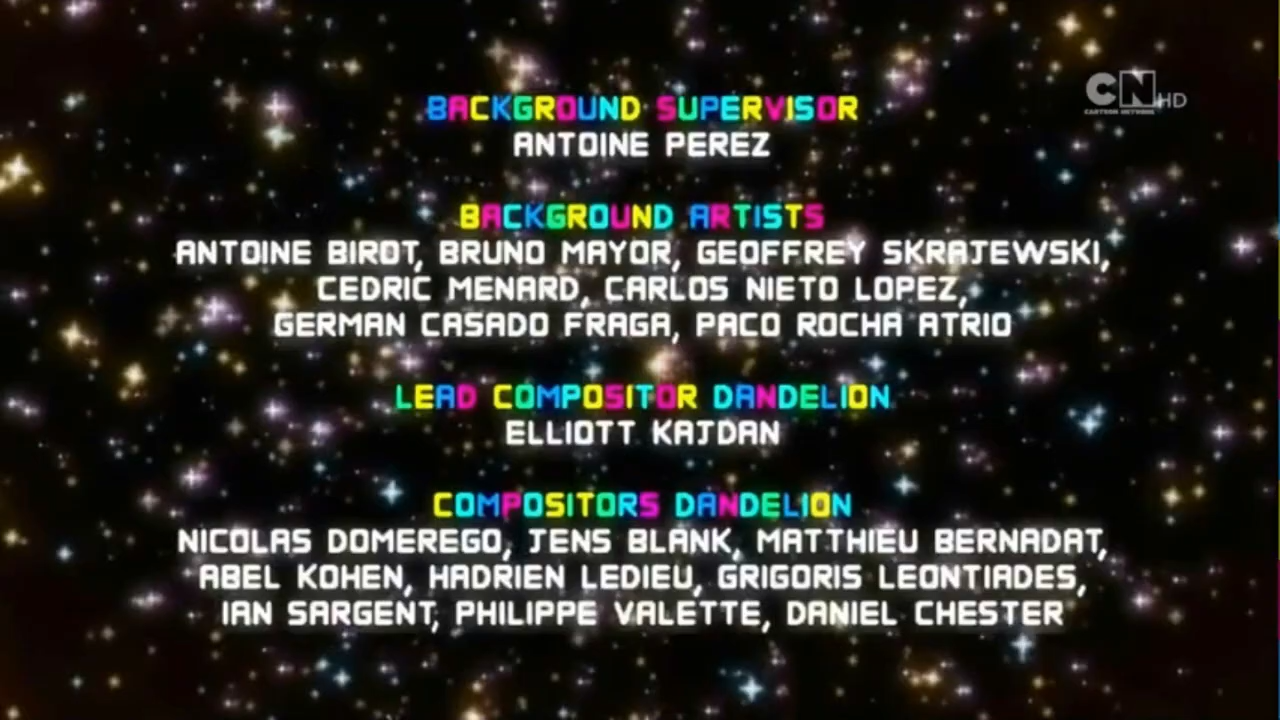 CN HD
CARTOON NETWORK
BACKGROUND SUPERVISOR
ANTOINE PEREZ
BACKGROUND ARTISTS
ANTOINE BIROT, BRUNO MAYOR, GEOFFREY SKRAJEWSKI,
CEDRIC MENARD, CARLOS NIETO LOPEZ,
GERMAN CASADO FRAGA, PACO ROCHA ATRIO
LEAD COMPOSITOR DANDELION
ELLIOTT KAJDAN
COMPOSITORS DANDELION
NICOLAS DOMEREGO, JENS BLANK, MATTHIEU BERNADAT,
ABEL KOHEN, HADRIEN LEDIEU, GRIGORIS LEONTIADES,
IAN SARGENT, PHILIPPE VALETTE, DANIEL CHESTER